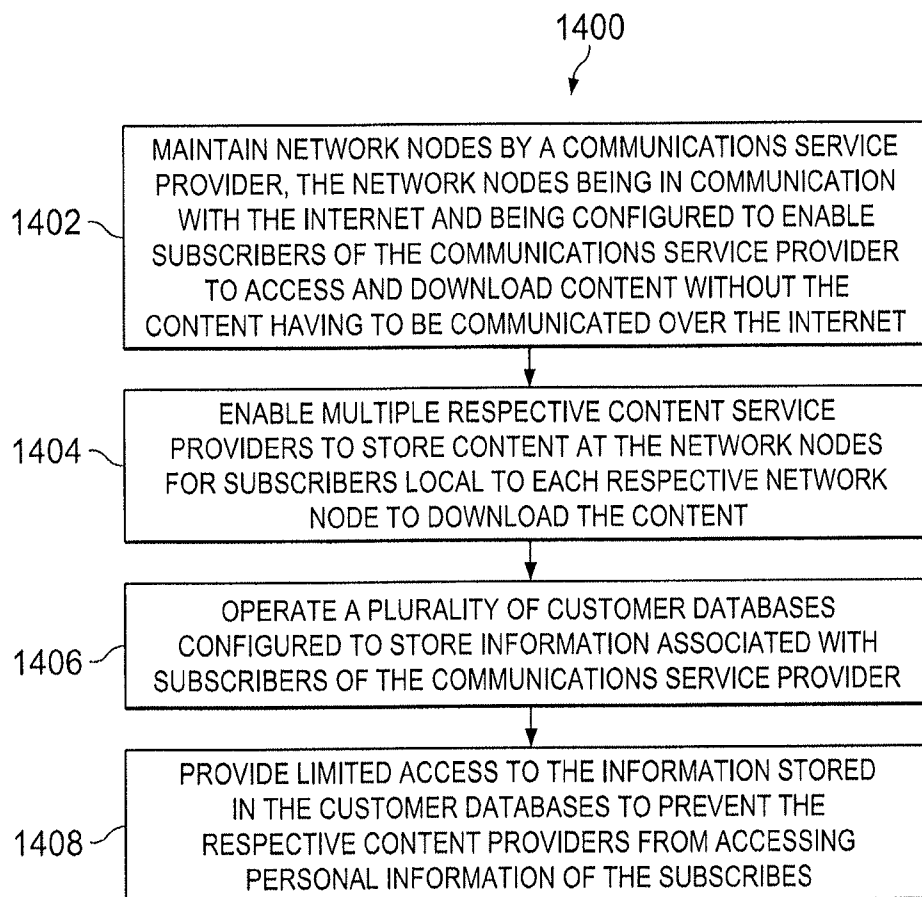 1400
MAINTAIN NETWORK NODES BY A COMMUNICATIONS SERVICE
PROVIDER, THE NETWORK NODES BEING IN COMMUNICATION
1402
WITH THE INTERNET AND BEING CONFIGURED TO ENABLE
SUBSCRIBERS OF THE COMMUNICATIONS SERVICE PROVIDER
TO ACCESS AND DOWNLOAD CONTENT WITHOUT THE
CONTENT HAVING TO BE COMMUNICATED OVER THE INTERNET
ENABLE MULTIPLE RESPECTIVE CONTENT SERVICE
1404
PROVIDERS TO STORE CONTENT AT THE NETWORK NODES
FOR SUBSCRIBERS LOCAL TO EACH RESPECTIVE NETWORK
NODE TO DOWNLOAD THE CONTENT
OPERATE A PLURALITY OF CUSTOMER DATABASES
1406
CONFIGURED TO STORE INFORMATION ASSOCIATED WITH
SUBSCRIBERS OF THE COMMUNICATIONS SERVICE PROVIDER
PROVIDE LIMITED ACCESS TO THE INFORMATION STORED
IN THE CUSTOMER DATABASES TO PREVENT THE
1408
RESPECTIVE CONTENT PROVIDERS FROM ACCESSING
PERSONAL INFORMATION OF THE SUBSCRIBES